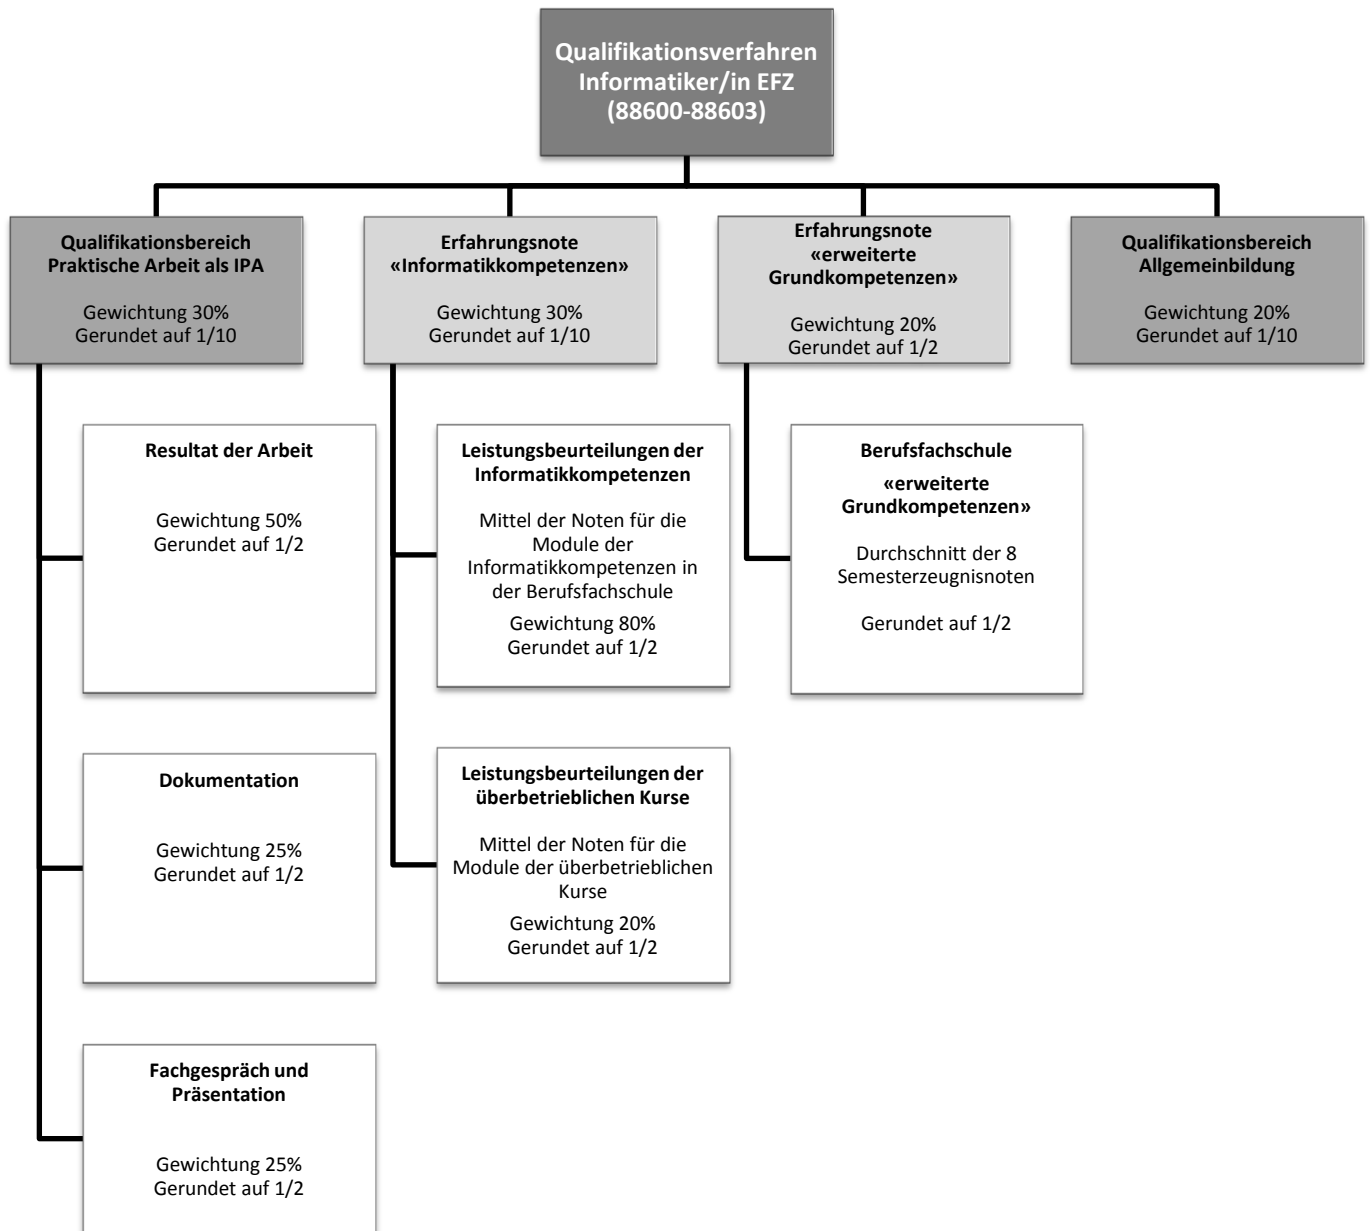 Qualifikationsverfahren
Informatiker/in EFZ
(88600-88603)
Qualifikationsbereich
Praktische Arbeit als IPA
Gewichtung 30%
Gerundet auf 1/10
Erfahrungsnote
«Informatikkompetenzen»
Gewichtung 30%
Gerundet auf 1/10
Erfahrungsnote
«erweiterte
Grundkompetenzen»
Gewichtung 20%
Gerundet auf 1/2
Qualifikationsbereich
Allgemeinbildung
Gewichtung 20%
Gerundet auf 1/10
Resultat der Arbeit
Gewichtung 50%
Gerundet auf 1/2
Leistungsbeurteilungen der
Informatikkompetenzen
Mittel der Noten für die
Module der
Informatikkompetenzen in
der Berufsfachschule
Gewichtung 80%
Gerundet auf 1/2
Berufsfachschule
«erweiterte
Grundkompetenzen»
Durchschnitt der 8
Semesterzeugnisnoten
Gerundet auf 1/2
Dokumentation
Gewichtung 25%
Gerundet auf 1/2
Leistungsbeurteilungen der
überbetrieblichen Kurse
Mittel der Noten für die
Module der überbetrieblichen
Kurse
Gewichtung 20%
Gerundet auf 1/2
Fachgespräch und
Präsentation
Gewichtung 25%
Gerundet auf 1/2